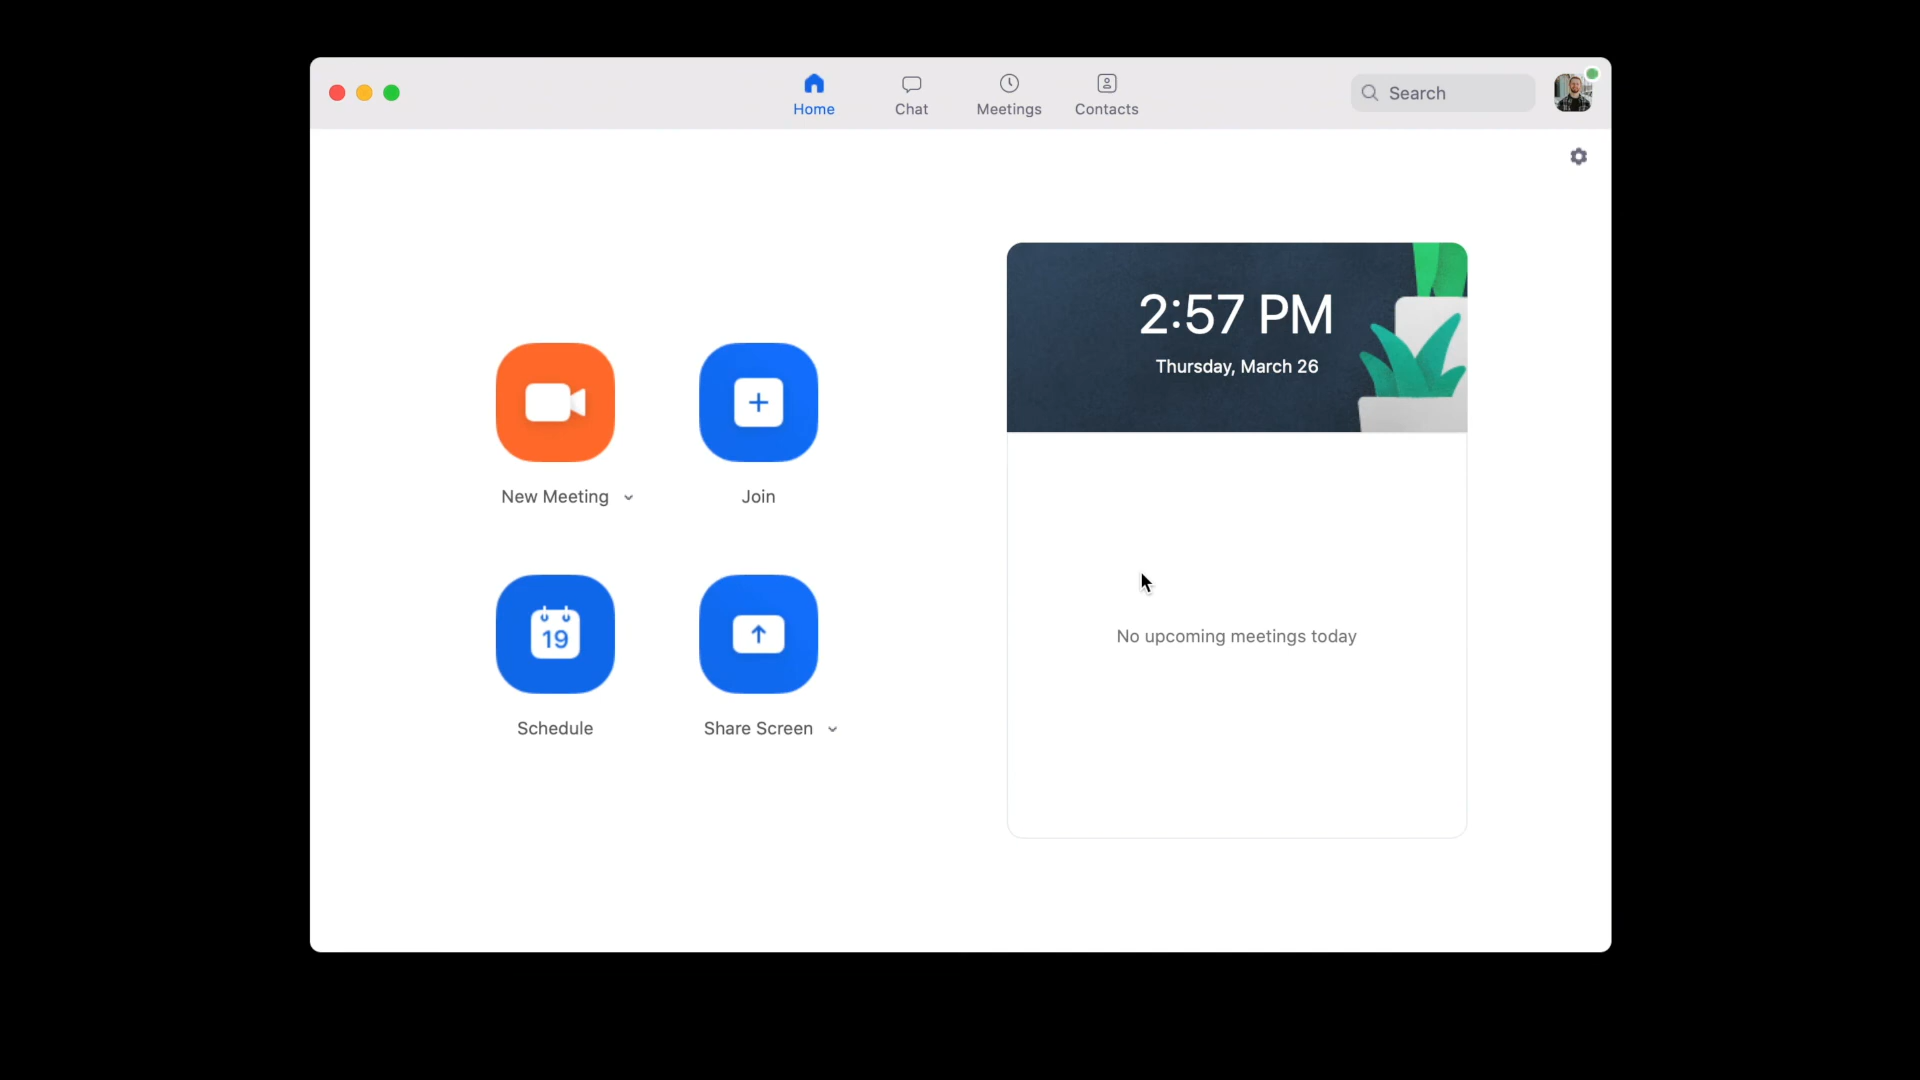 Home
Chat
Meetings
Contacts
Search
2:57 PM
Thursday, March 26
New Meeting
Join
19
No upcoming meetings today
Schedule
Share Screen